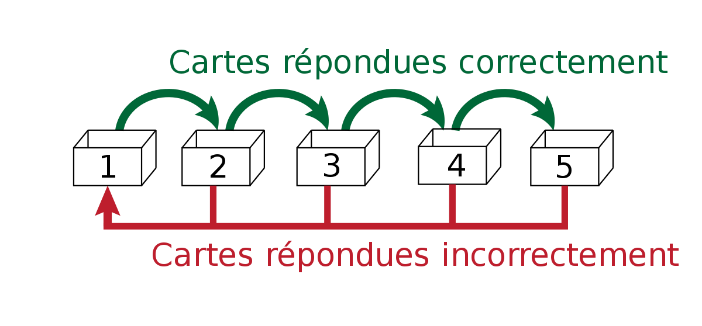 Cartes répondues correctement
1 2 3 4 5
Cartes répondues incorrectement